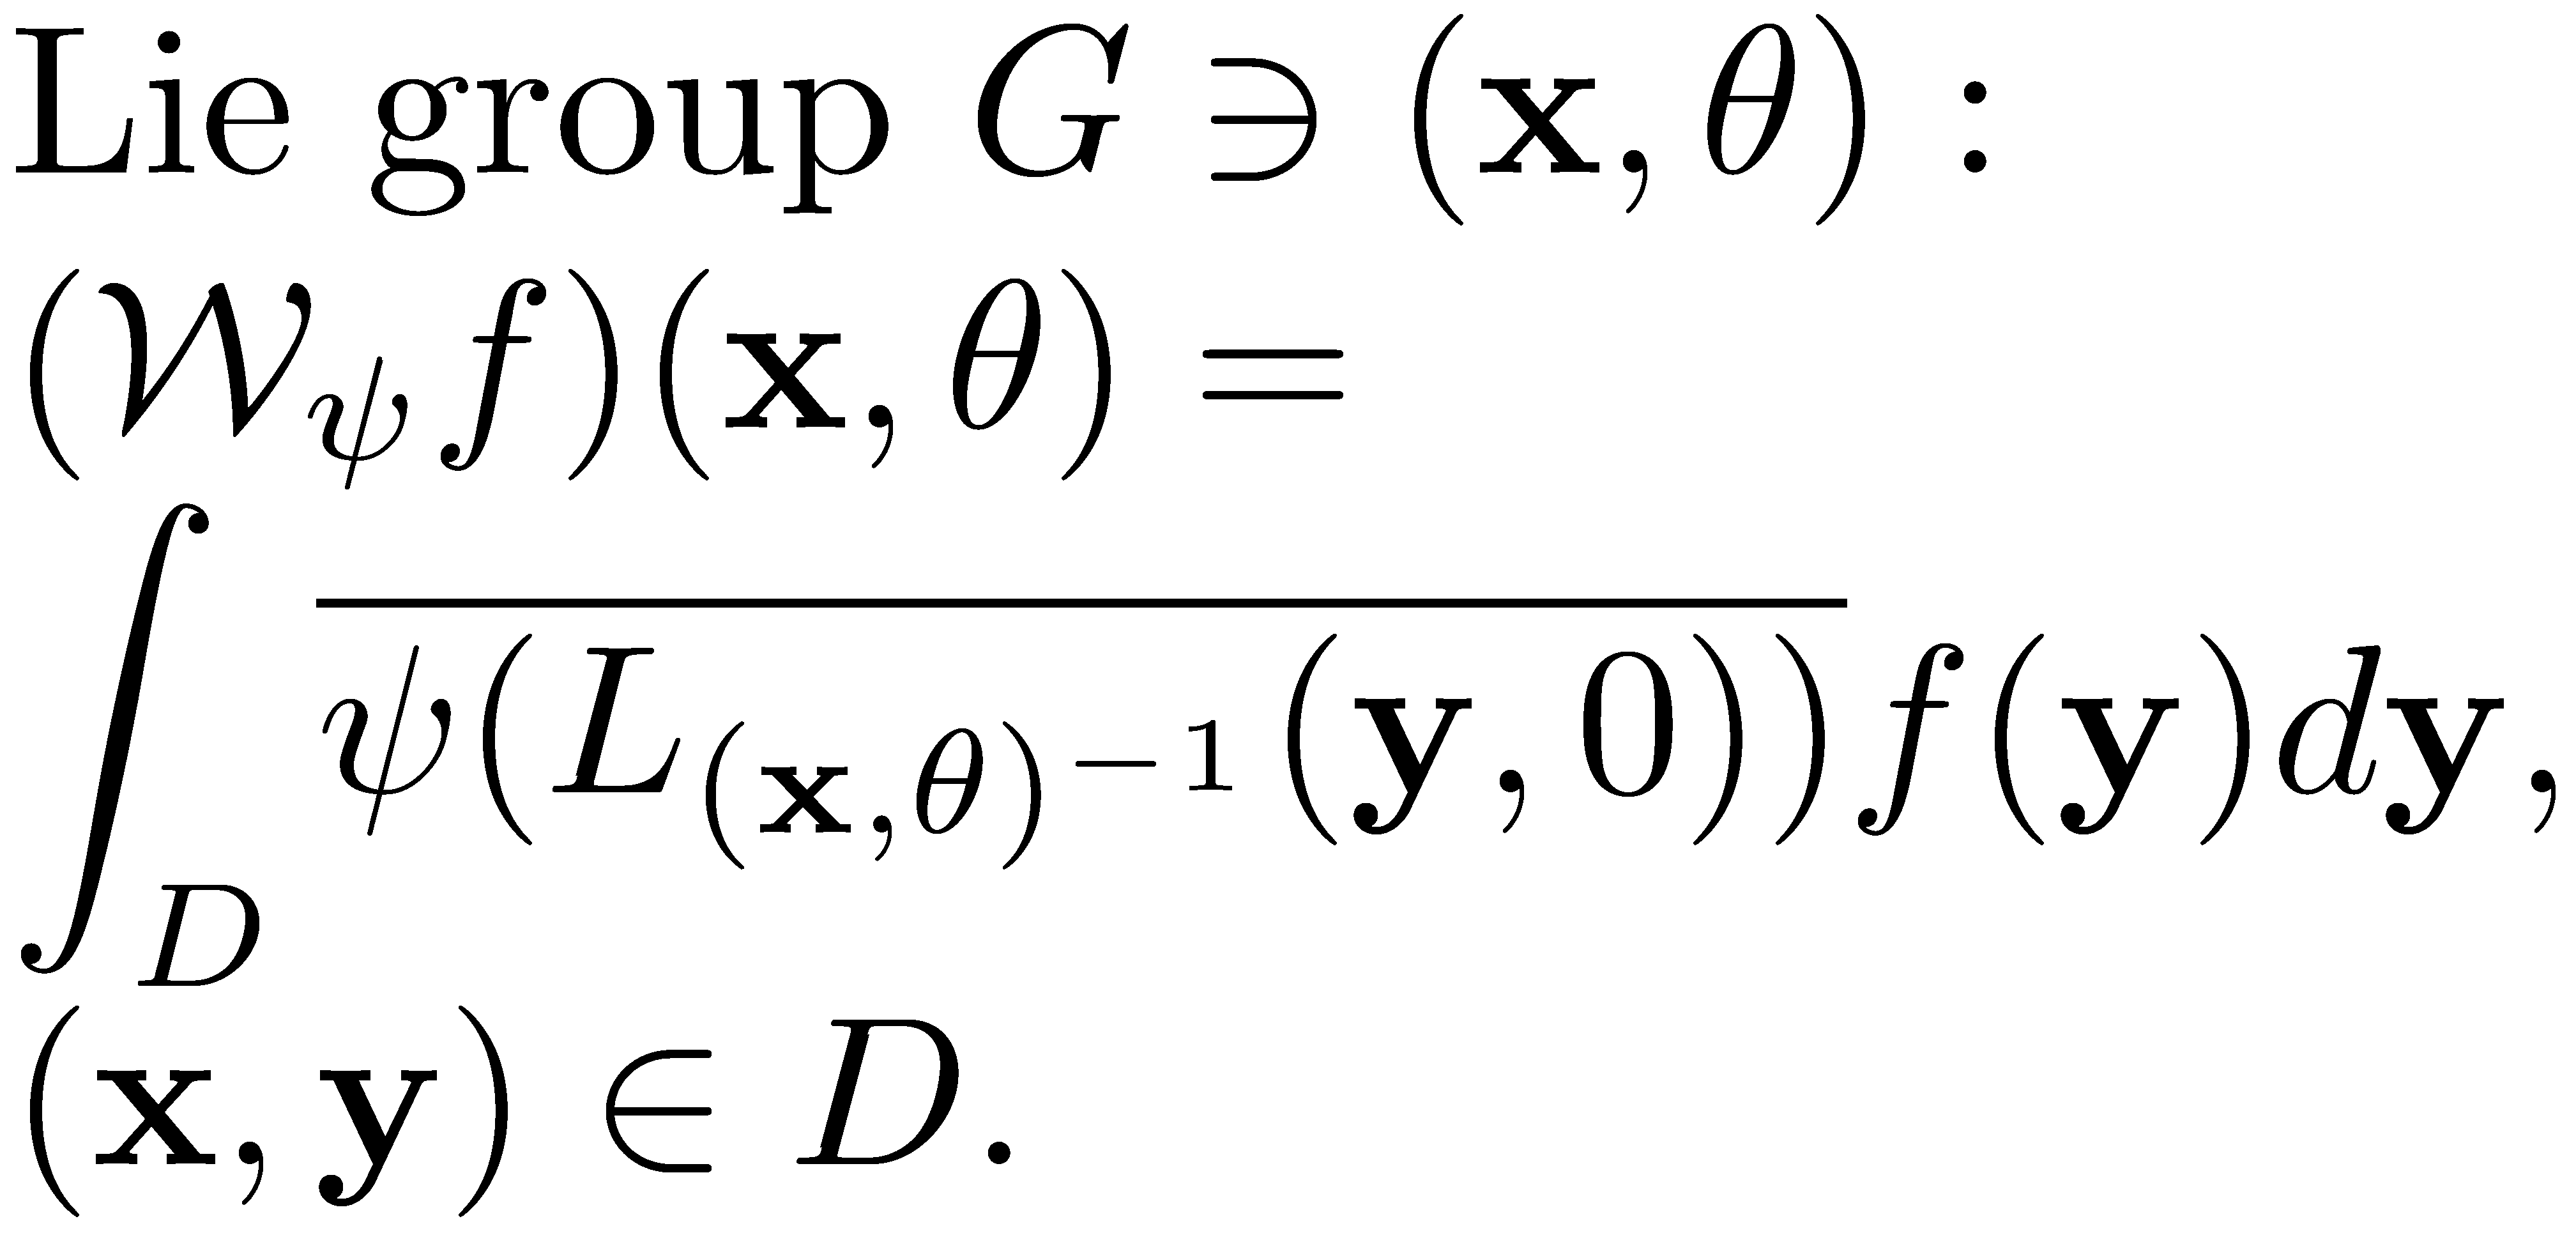 Lie group $G \ni (\mathbf{x}, \theta) :$
$(\mathcal{W}_{\psi} f)(\mathbf{x}, \theta) =$
$\int_{D} \overline{\psi(L_{(\mathbf{x},\theta)^{-1}}(\mathbf{y}, 0))} f(\mathbf{y}) d\mathbf{y},$
$(\mathbf{x}, \mathbf{y}) \in D.$